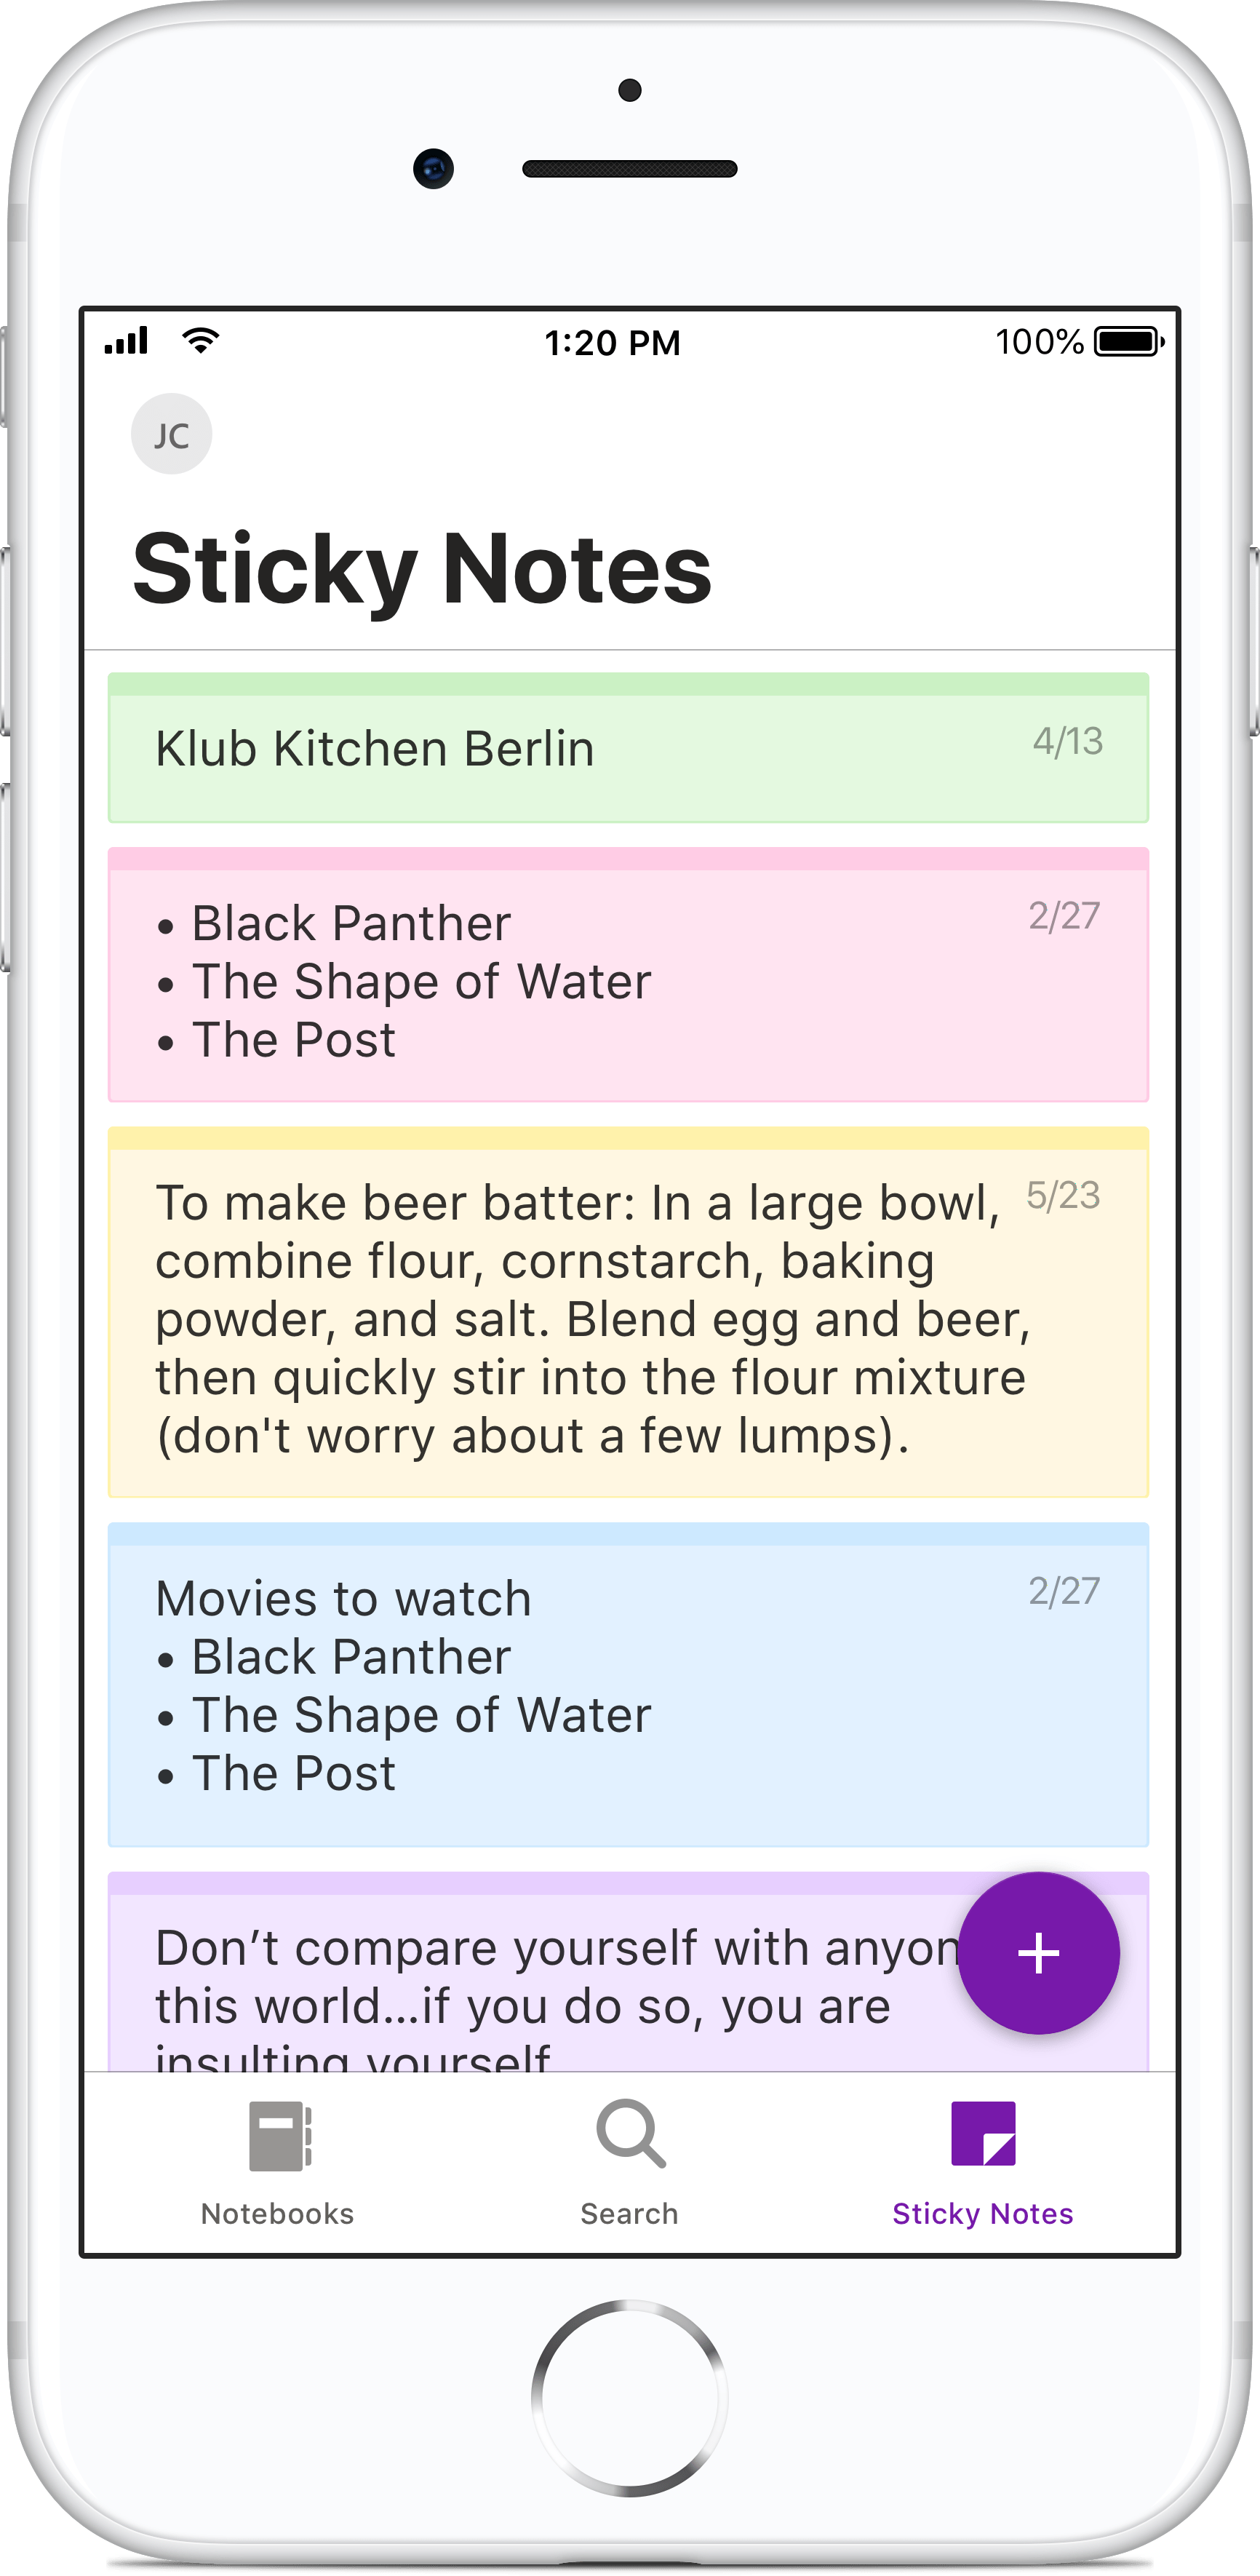 1:20 PM
100%
JC
Sticky Notes
Klub Kitchen Berlin
4/13
• Black Panther
2/27
• The Shape of Water
• The Post
To make beer batter: In a large bowl,
5/23
combine flour, cornstarch, baking
powder, and salt. Blend egg and beer,
then quickly stir into the flour mixture
(don't worry about a few lumps).
Movies to watch
2/27
• Black Panther
• The Shape of Water
• The Post
Don’t compare yourself with
this world...if you do so, you are
insulting yourself
Notebooks
Search
Sticky Notes